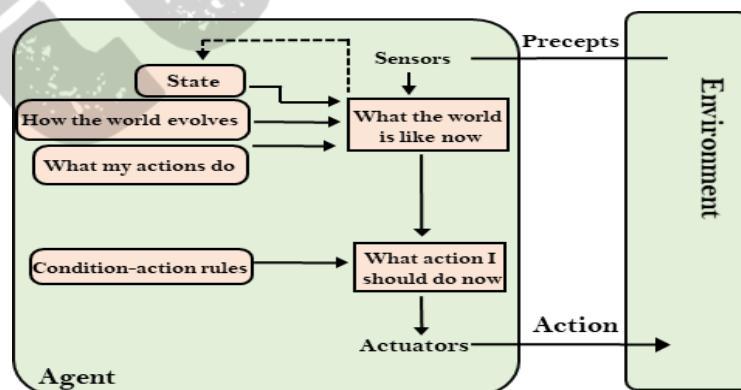 Precepts
Sensors
State
How the world evolves
What the world
is like now
What my actions do
Environment
Condition-action rules
What action I
should do now
Action
Actuators
Agent